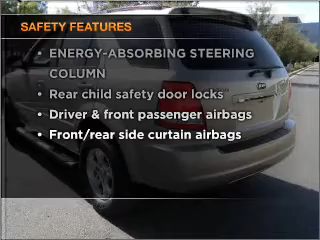 SAFETY FEATURES
• ENERGY-ABSORBING STEERING
COLUMN
• Rear child safety door locks
• Driver & front passenger airbags
• Front/rear side curtain airbags